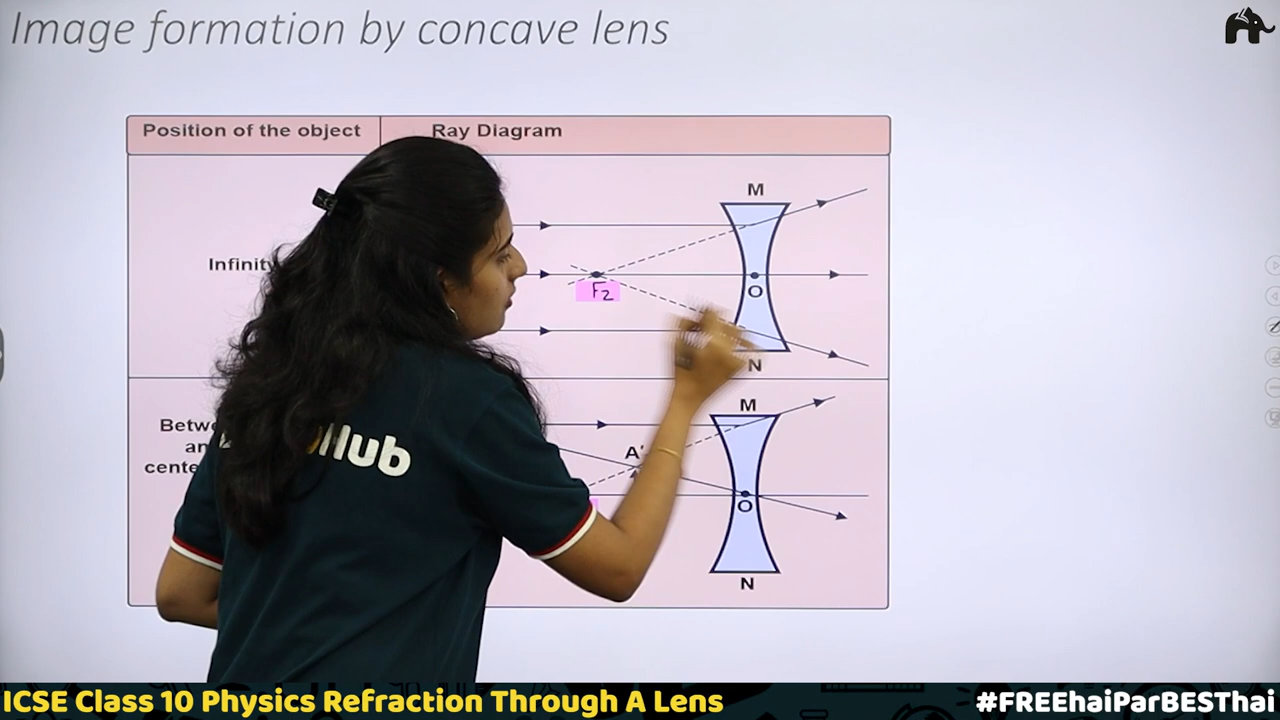 Image formation by concave lens
Position of the object
Ray Diagram
M
Infinity
F2
O
N
M
A'
O
N
Hub
ICSE Class 10 Physics Refraction Through A Lens
#FREEhaiParBESThai